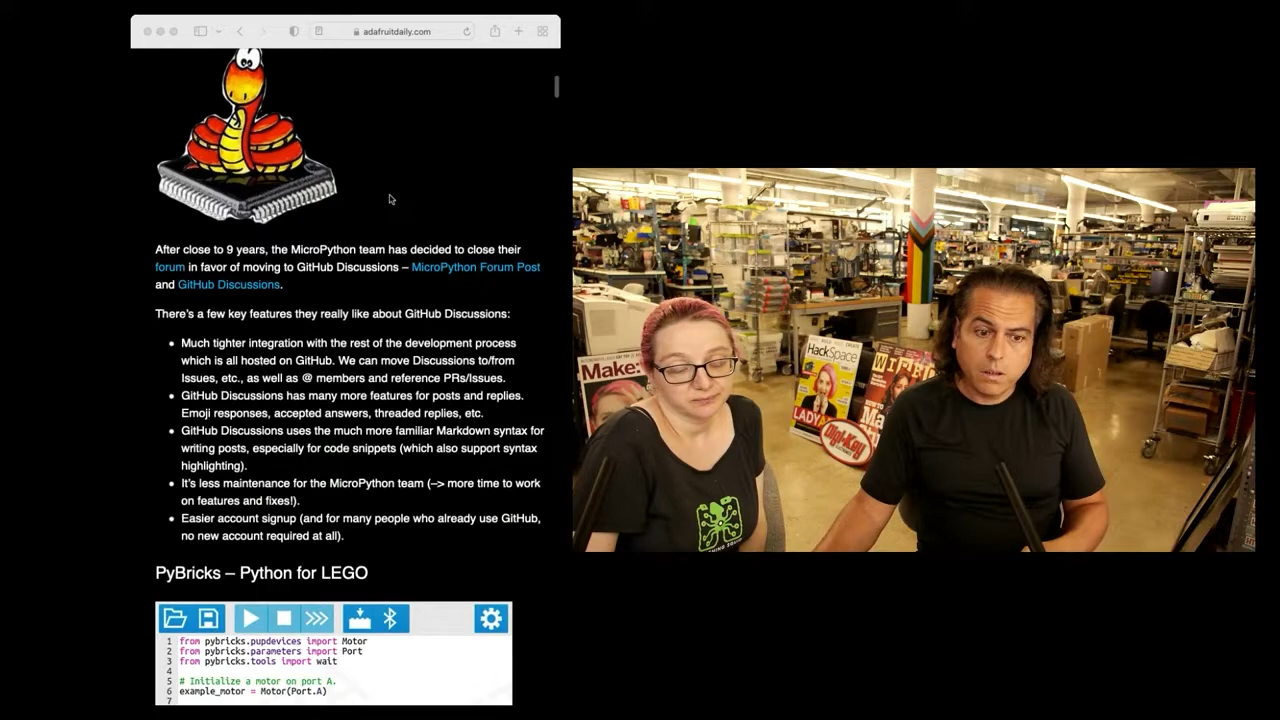 adafruitdaily.com
After close to 9 years, the MicroPython team has decided to close their
forum in favor of moving to GitHub Discussions – MicroPython Forum Post
and GitHub Discussions.
There's a few key features they really like about GitHub Discussions:
Much tighter integration with the rest of the development process
which is all hosted on GitHub. We can move Discussions to/from
Issues, etc., as well as @ members and reference PRs/Issues.
GitHub Discussions has many more features for posts and replies.
Emoji responses, accepted answers, threaded replies, etc.
GitHub Discussions uses the much more familiar Markdown syntax for
writing posts, especially for code snippets (which also support syntax
highlighting).
It's less maintenance for the MicroPython team (–> more time to work
on features and fixes!).
Easier account signup (and for many people who already use GitHub,
no new account required at all).
PyBricks – Python for LEGO
1 from pybricks.pupdevices import Motor
2 from pybricks.parameters import Port
3 from pybricks.tools import wait
4
5 # Initialize a motor on port A.
6 example_motor = Motor(Port.A)
7
Make:
HackSpace
WIRED
LADY
Digi-Key
ELECTRONICS